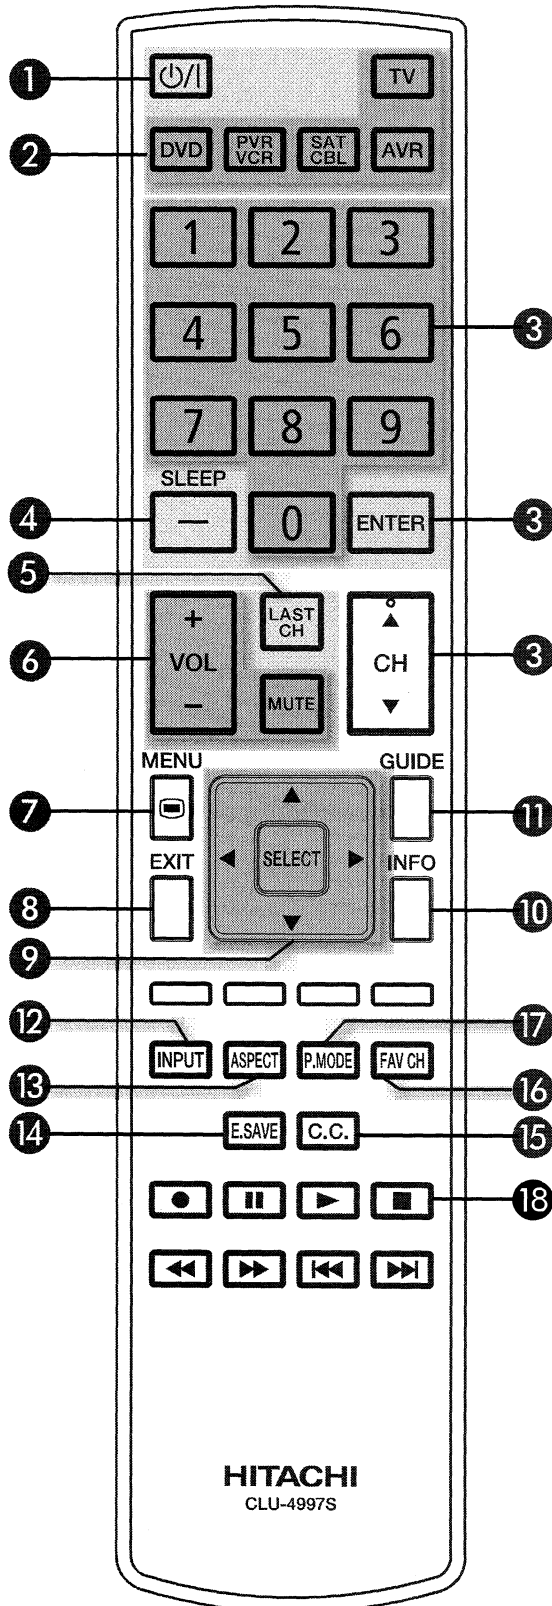 1 ⏻/I TV
2 DVD PVR VCR SAT CBL AVR
1 2 3
4 5 6 3
7 8 9
SLEEP
4 — 0 ENTER 3
5 LAST CH
6 + VOL − MUTE CH 3
MENU GUIDE
7 11
SELECT
EXIT INFO
8 10
9
12 17
INPUT ASPECT P.MODE FAV CH
13 16
14 E.SAVE C.C. 15
18
HITACHI
CLU-4997S